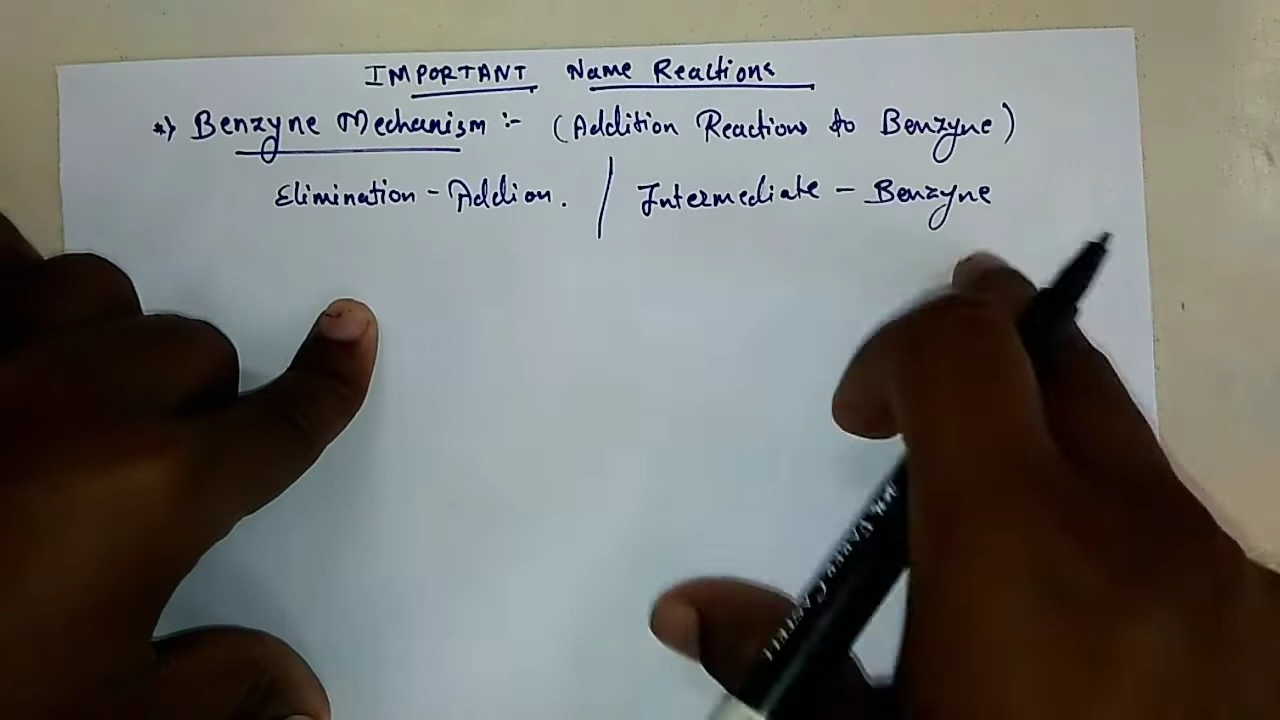 IMPORTANT Name Reactions
*) Benzyne Mechanism :- (Addition Reactions to Benzyne)
Elimination - Addion. / Intermediate - Benzyne